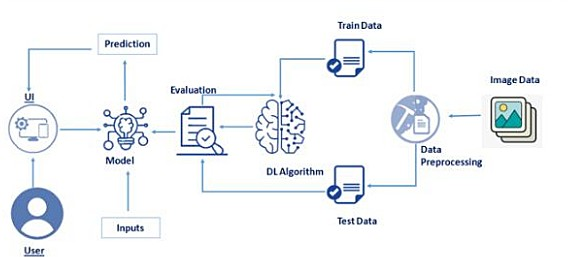 Train Data
Prediction
Image Data
UI
Evaluation
Data
Preprocessing
Model
DL Algorithm
Test Data
Inputs
User